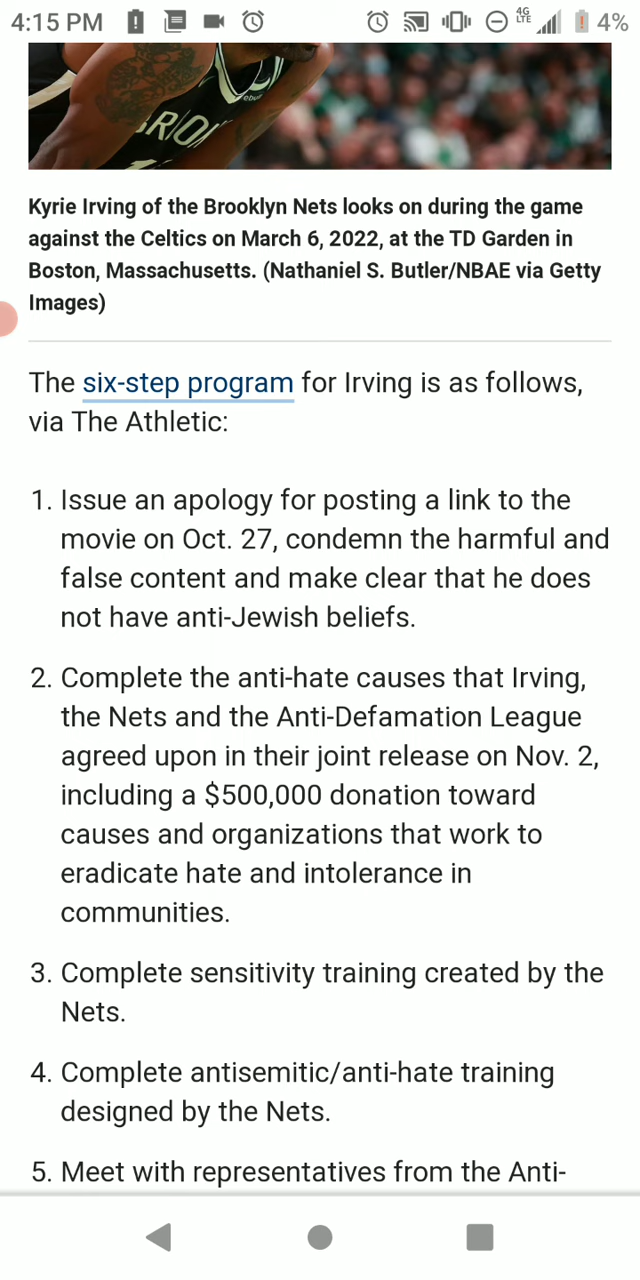 4:15 PM
4G
LTE
4%
BROO
Kyrie Irving of the Brooklyn Nets looks on during the game
against the Celtics on March 6, 2022, at the TD Garden in
Boston, Massachusetts. (Nathaniel S. Butler/NBAE via Getty
Images)
The six-step program for Irving is as follows,
via The Athletic:
1. Issue an apology for posting a link to the
movie on Oct. 27, condemn the harmful and
false content and make clear that he does
not have anti-Jewish beliefs.
2. Complete the anti-hate causes that Irving,
the Nets and the Anti-Defamation League
agreed upon in their joint release on Nov. 2,
including a $500,000 donation toward
causes and organizations that work to
eradicate hate and intolerance in
communities.
3. Complete sensitivity training created by the
Nets.
4. Complete antisemitic/anti-hate training
designed by the Nets.
5. Meet with representatives from the Anti-